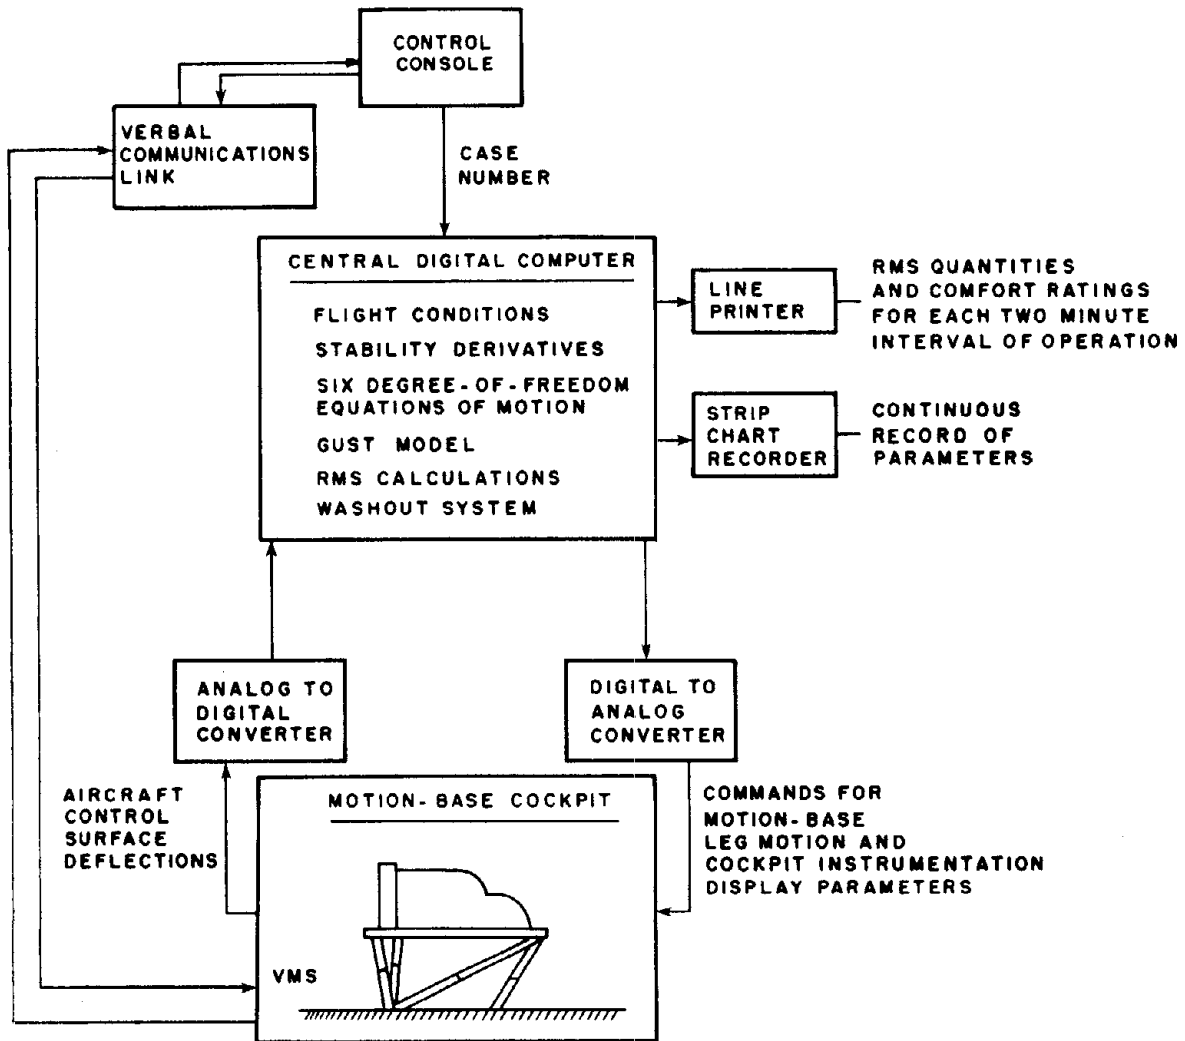 CONTROL
CONSOLE
VERBAL
COMMUNICATIONS
LINK
CASE
NUMBER
CENTRAL DIGITAL COMPUTER
FLIGHT CONDITIONS
STABILITY DERIVATIVES
SIX DEGREE-OF-FREEDOM
EQUATIONS OF MOTION
GUST MODEL
RMS CALCULATIONS
WASHOUT SYSTEM
LINE
PRINTER
RMS QUANTITIES
AND COMFORT RATINGS
FOR EACH TWO MINUTE
INTERVAL OF OPERATION
STRIP
CHART
RECORDER
CONTINUOUS
RECORD OF
PARAMETERS
ANALOG TO
DIGITAL
CONVERTER
DIGITAL TO
ANALOG
CONVERTER
AIRCRAFT
CONTROL
SURFACE
DEFLECTIONS
MOTION-BASE COCKPIT
VMS
COMMANDS FOR
MOTION-BASE
LEG MOTION AND
COCKPIT INSTRUMENTATION
DISPLAY PARAMETERS